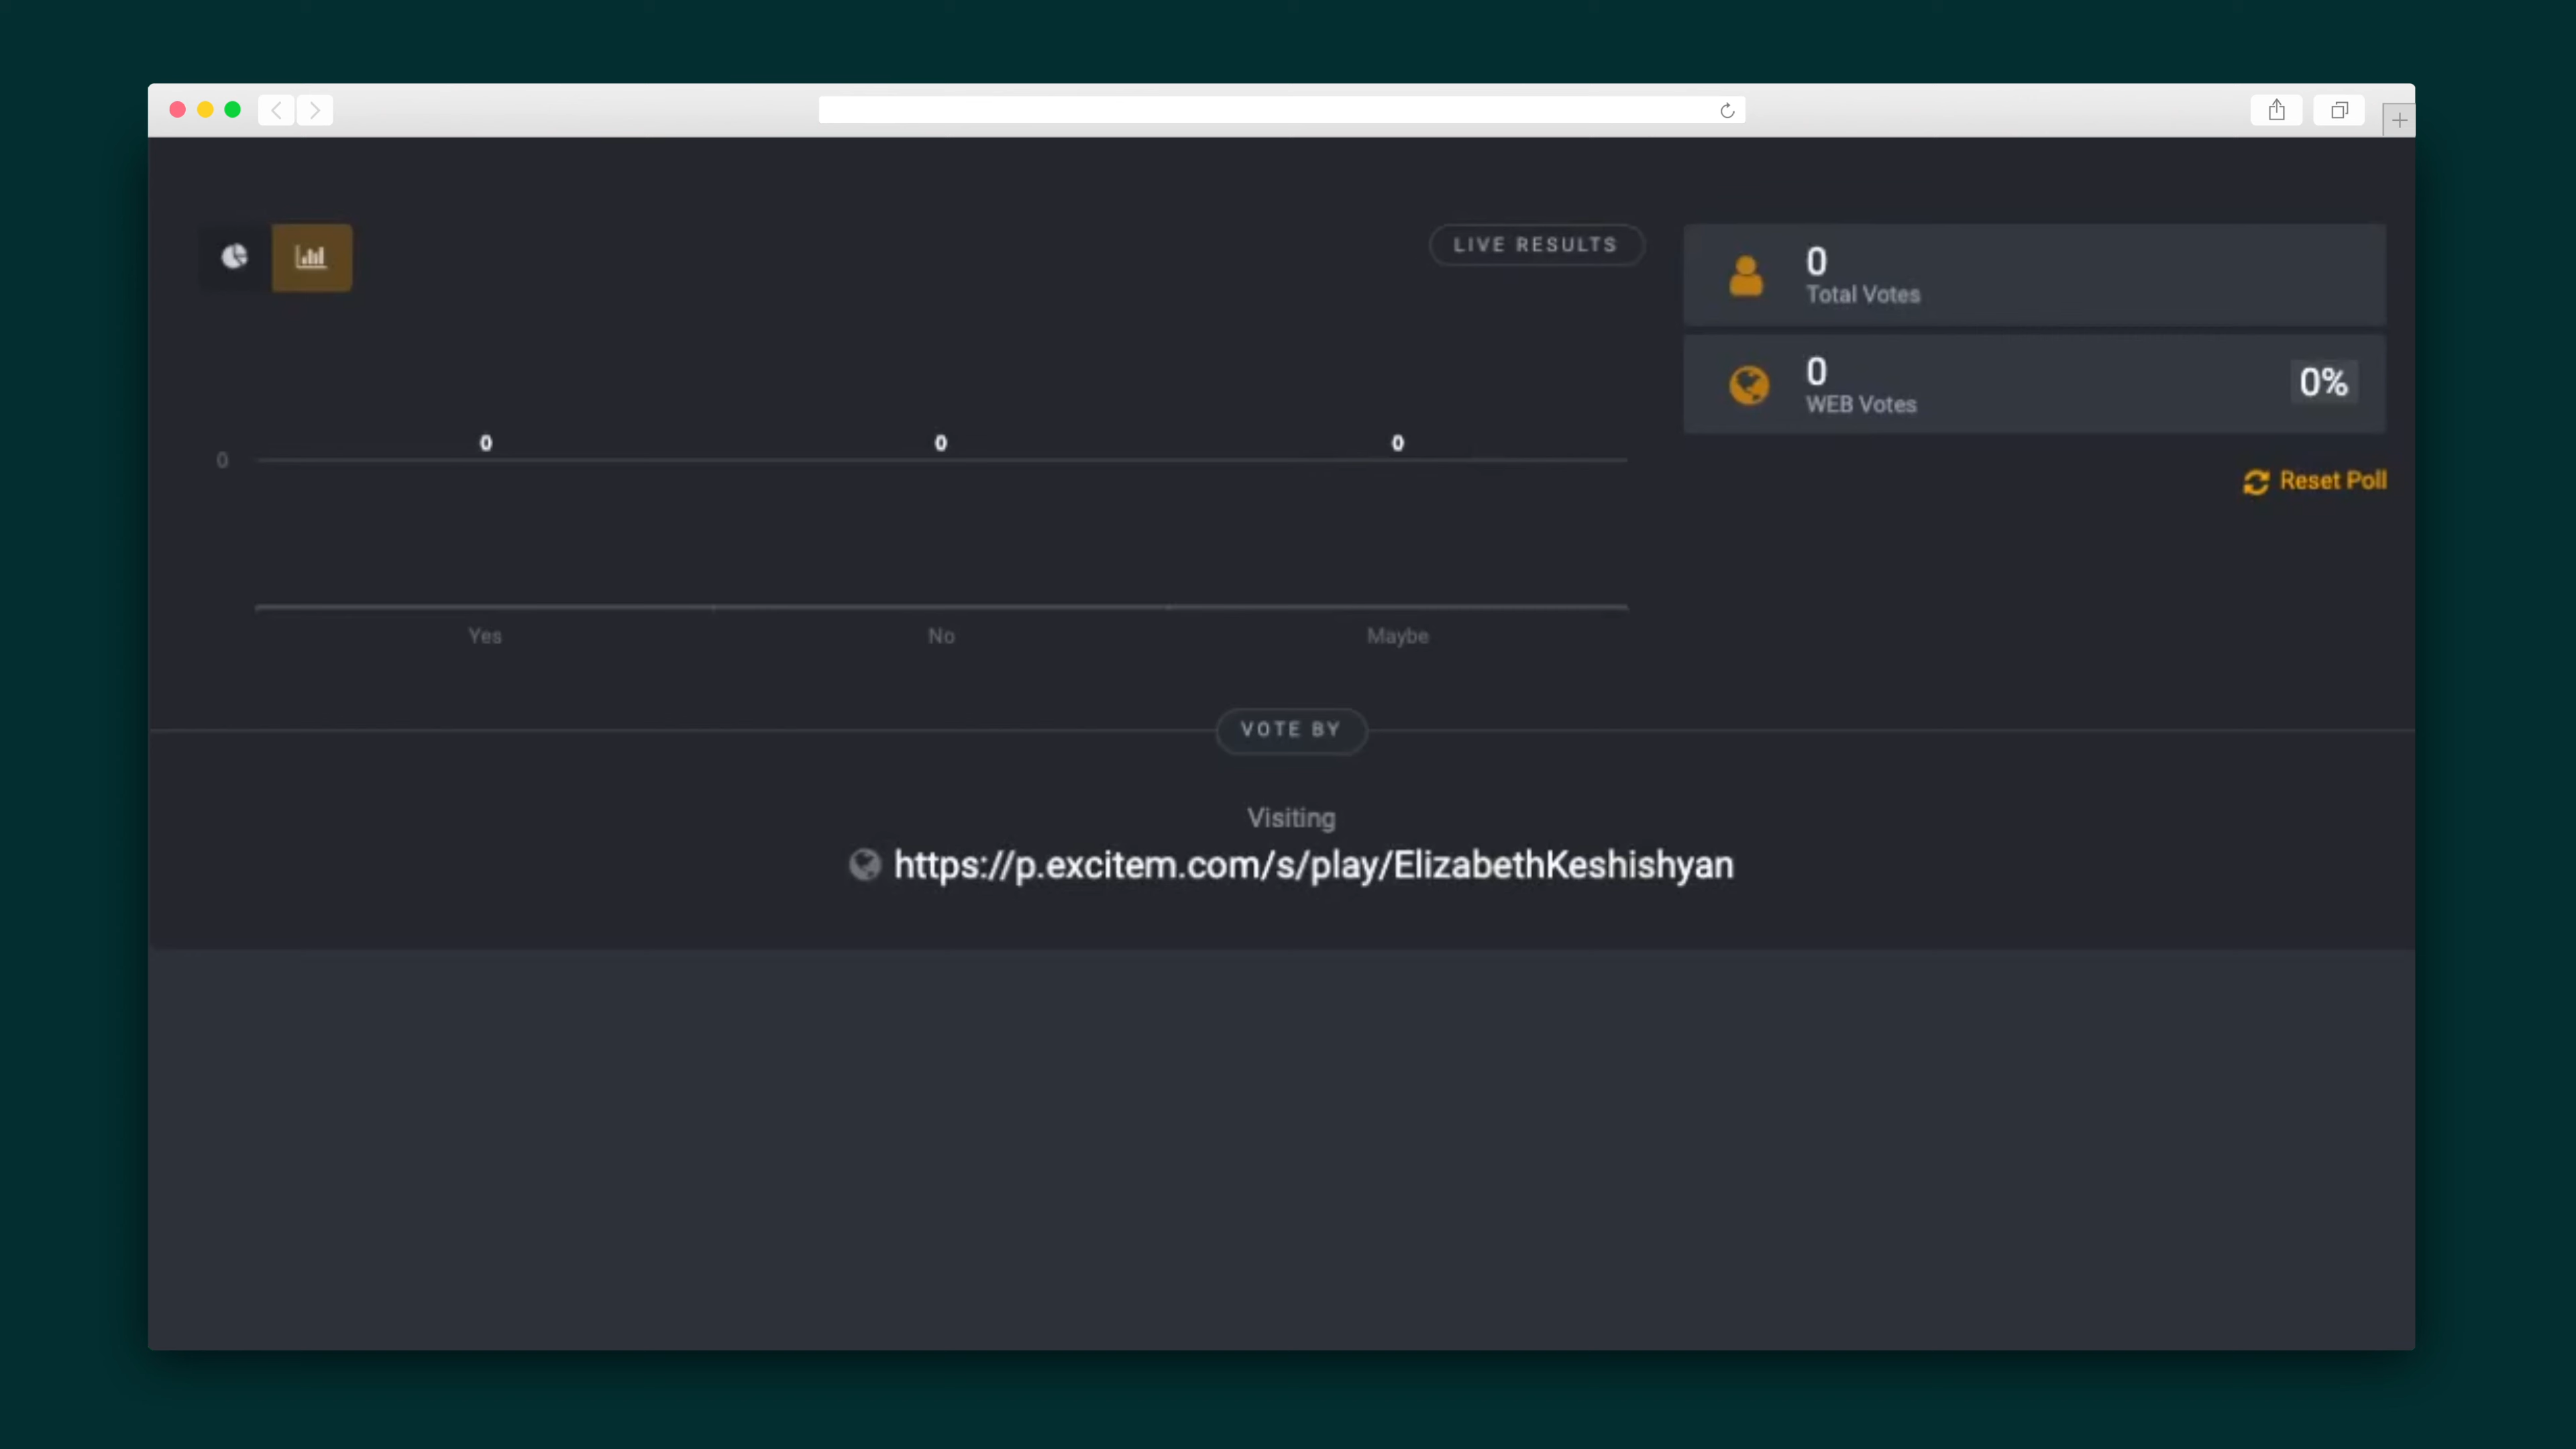 LIVE RESULTS
0
Total Votes
0
WEB Votes
0%
Reset Poll
0
0
0
0
Yes
No
Maybe
VOTE BY
Visiting
https://p.excitem.com/s/play/ElizabethKeshishyan